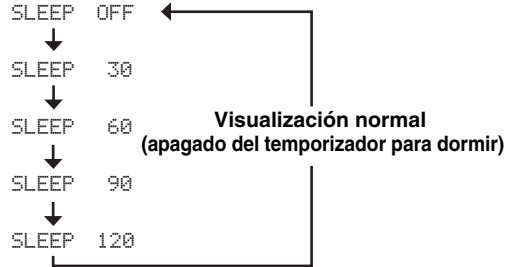 SLEEP OFF
SLEEP 30
SLEEP 60
SLEEP 90
SLEEP 120
Visualización normal
(apagado del temporizador para dormir)